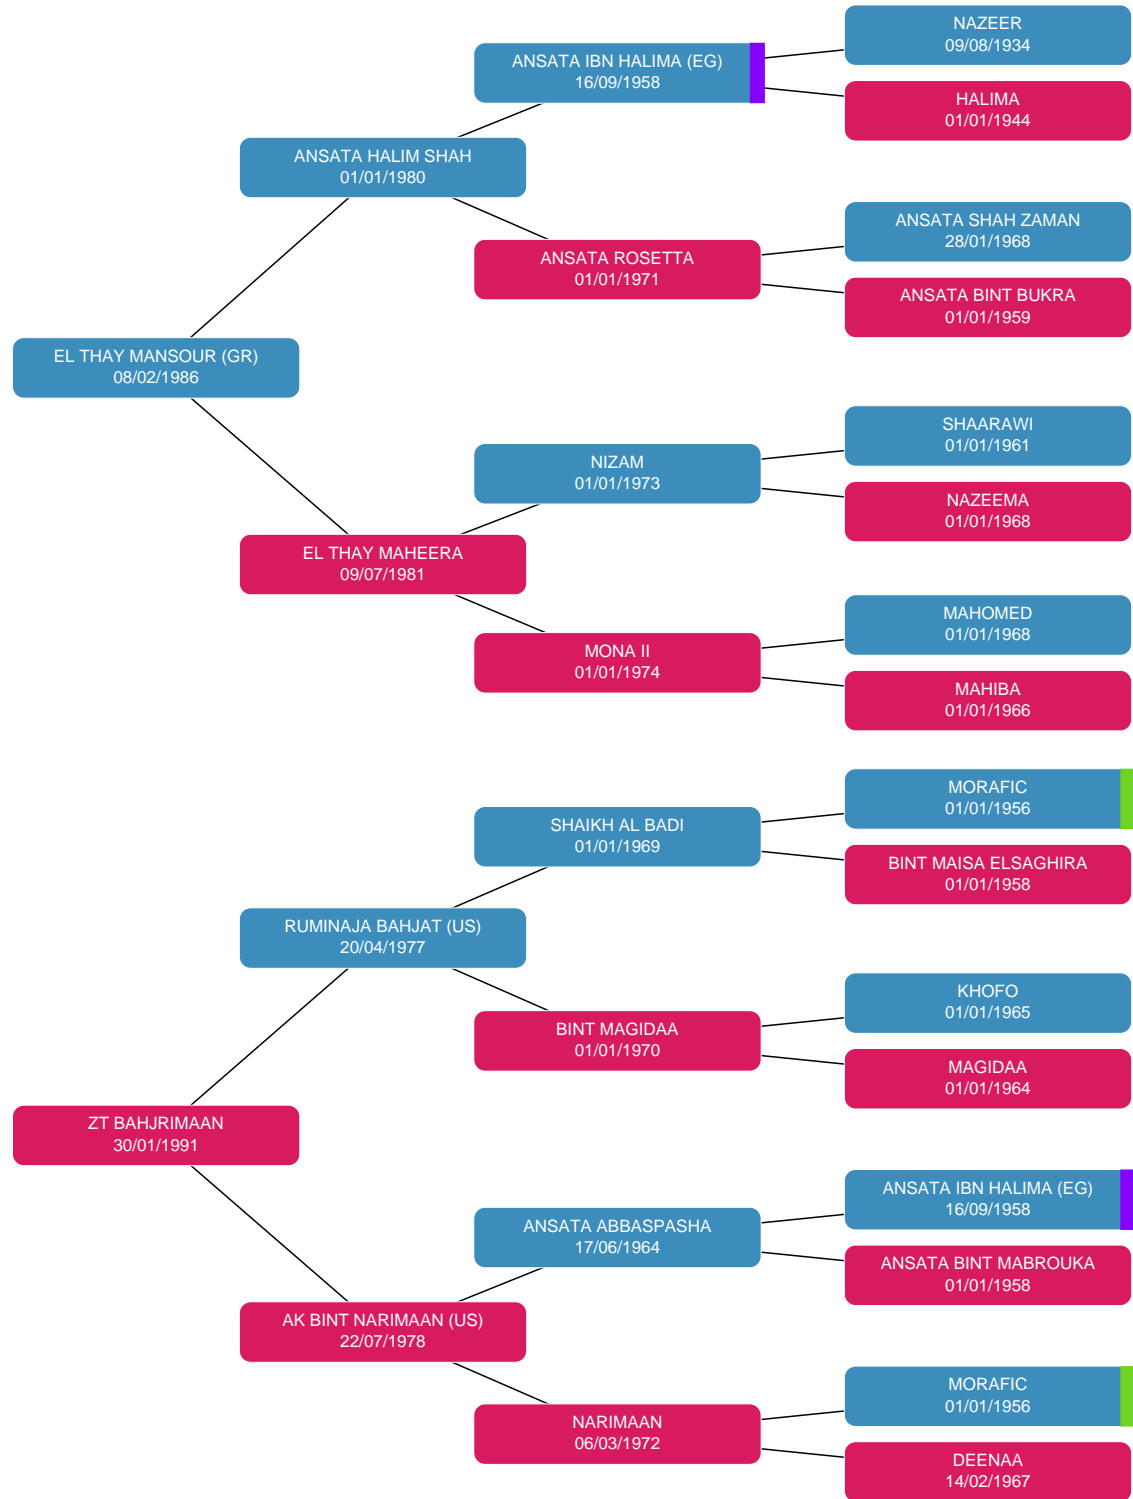 NAZEER
09/08/1934
ANSATA IBN HALIMA (EG)
16/09/1958
HALIMA
01/01/1944
ANSATA HALIM SHAH
01/01/1980
ANSATA SHAH ZAMAN
28/01/1968
ANSATA ROSETTA
01/01/1971
ANSATA BINT BUKRA
01/01/1959
EL THAY MANSOUR (GR)
08/02/1986
SHAARAWI
01/01/1961
NIZAM
01/01/1973
NAZEEMA
01/01/1968
EL THAY MAHEERA
09/07/1981
MAHOMED
01/01/1968
MONA II
01/01/1974
MAHIBA
01/01/1966
MORAFIC
01/01/1956
SHAIKH AL BADI
01/01/1969
BINT MAISA ELSAGHIRA
01/01/1958
RUMINAJA BAHJAT (US)
20/04/1977
KHOFO
01/01/1965
BINT MAGIDAA
01/01/1970
MAGIDAA
01/01/1964
ZT BAHJRIMAAN
30/01/1991
ANSATA IBN HALIMA (EG)
16/09/1958
ANSATA ABBASPASHA
17/06/1964
ANSATA BINT MABROUKA
01/01/1958
AK BINT NARIMAAN (US)
22/07/1978
MORAFIC
01/01/1956
NARIMAAN
06/03/1972
DEENAA
14/02/1967